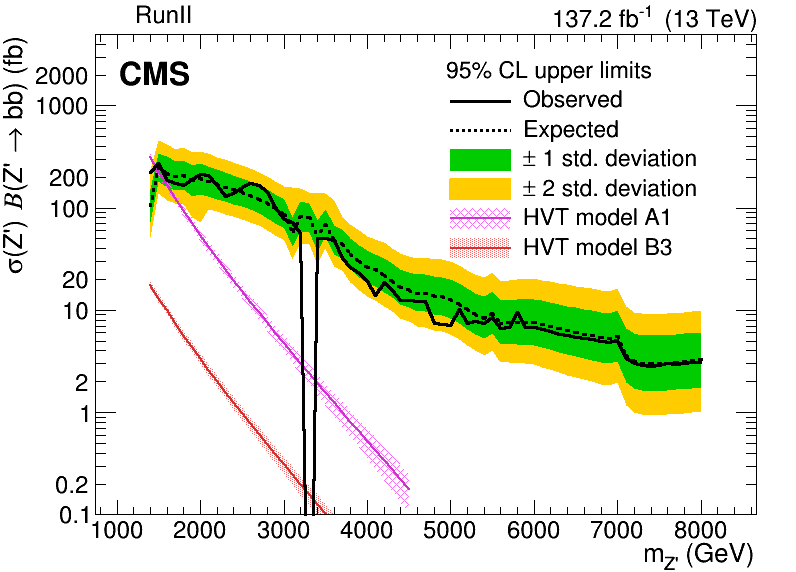 RunII 137.2 fb⁻¹ (13 TeV)
CMS
95% CL upper limits
Observed
Expected
± 1 std. deviation
± 2 std. deviation
HVT model A1
HVT model B3
σ(Z') B(Z' → bb) (fb)
2000
1000
200
100
20
10
2
1
0.2
0.1
1000 2000 3000 4000 5000 6000 7000 8000
m_Z' (GeV)